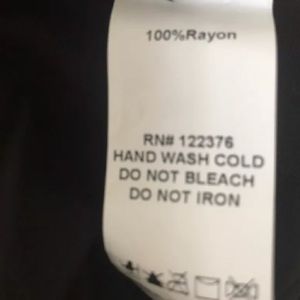 100%Rayon
RN# 122376
HAND WASH COLD
DO NOT BLEACH
DO NOT IRON